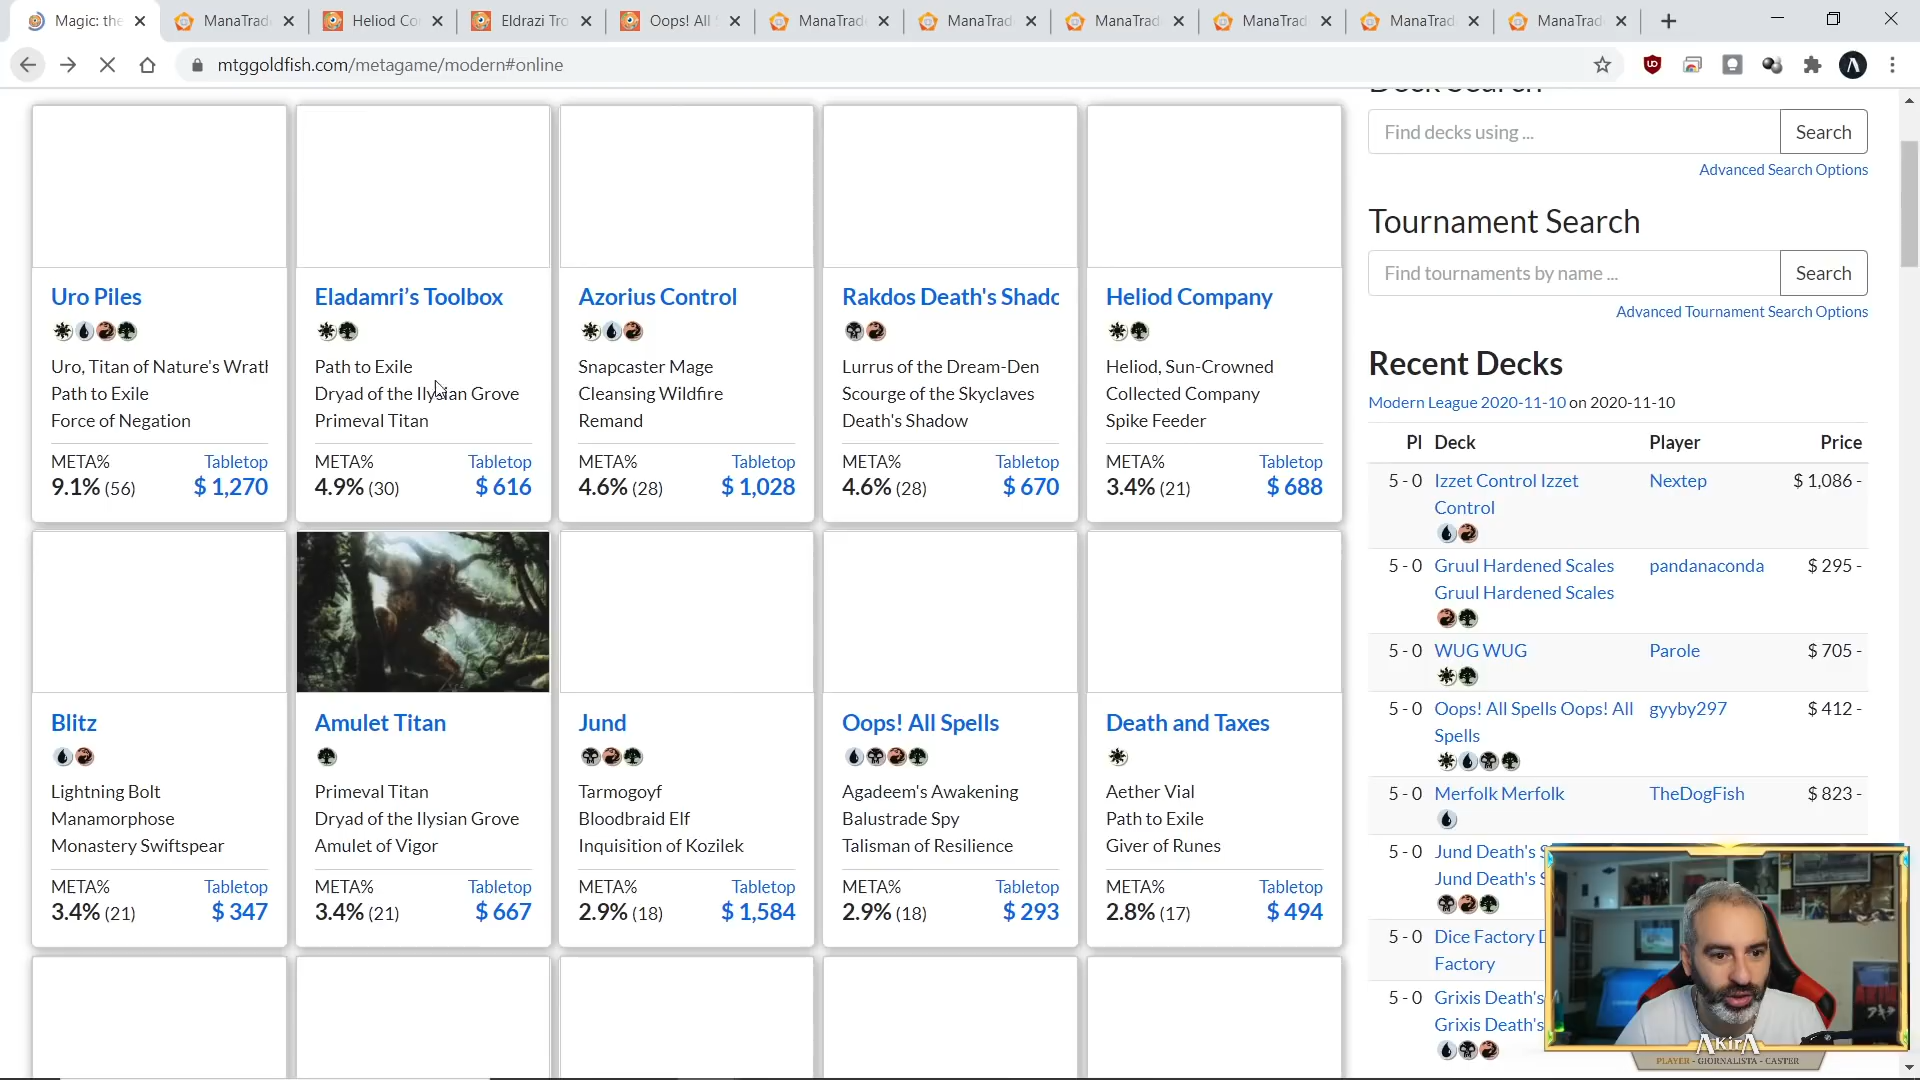 Magic: the
ManaTrad
Heliod Co
Eldrazi Tro
Oops! All
ManaTrad
ManaTrad
ManaTrad
ManaTrad
ManaTrad
ManaTrad
mtggoldfish.com/metagame/modern#online
Deck Search
Find decks using ...
Search
Advanced Search Options
Tournament Search
Find tournaments by name ...
Search
Advanced Tournament Search Options
Uro Piles
Uro, Titan of Nature's Wrath
Path to Exile
Force of Negation
META% Tabletop
9.1% (56) $ 1,270
Eladamri’s Toolbox
Path to Exile
Dryad of the Ilysian Grove
Primeval Titan
META% Tabletop
4.9% (30) $ 616
Azorius Control
Snapcaster Mage
Cleansing Wildfire
Remand
META% Tabletop
4.6% (28) $ 1,028
Rakdos Death's Shado
Lurrus of the Dream-Den
Scourge of the Skyclaves
Death's Shadow
META% Tabletop
4.6% (28) $ 670
Heliod Company
Heliod, Sun-Crowned
Collected Company
Spike Feeder
META% Tabletop
3.4% (21) $ 688
Blitz
Lightning Bolt
Manamorphose
Monastery Swiftspear
META% Tabletop
3.4% (21) $ 347
Amulet Titan
Primeval Titan
Dryad of the Ilysian Grove
Amulet of Vigor
META% Tabletop
3.4% (21) $ 667
Jund
Tarmogoyf
Bloodbraid Elf
Inquisition of Kozilek
META% Tabletop
2.9% (18) $ 1,584
Oops! All Spells
Agadeem's Awakening
Balustrade Spy
Talisman of Resilience
META% Tabletop
2.9% (18) $ 293
Death and Taxes
Aether Vial
Path to Exile
Giver of Runes
META% Tabletop
2.8% (17) $ 494
Recent Decks
Modern League 2020-11-10 on 2020-11-10
Pl Deck Player Price
5 - 0 Izzet Control Izzet Nextep $ 1,086 -
Control
5 - 0 Gruul Hardened Scales pandanaconda $ 295 -
Gruul Hardened Scales
5 - 0 WUG WUG Parole $ 705 -
5 - 0 Oops! All Spells Oops! All gyyby297 $ 412 -
Spells
5 - 0 Merfolk Merfolk TheDogFish $ 823 -
5 - 0 Jund Death's S
Jund Death's S
5 - 0 Dice Factory D
Factory
5 - 0 Grixis Death's
Grixis Death's
AKirA
PLAYER - GIORNALISTA - CASTER